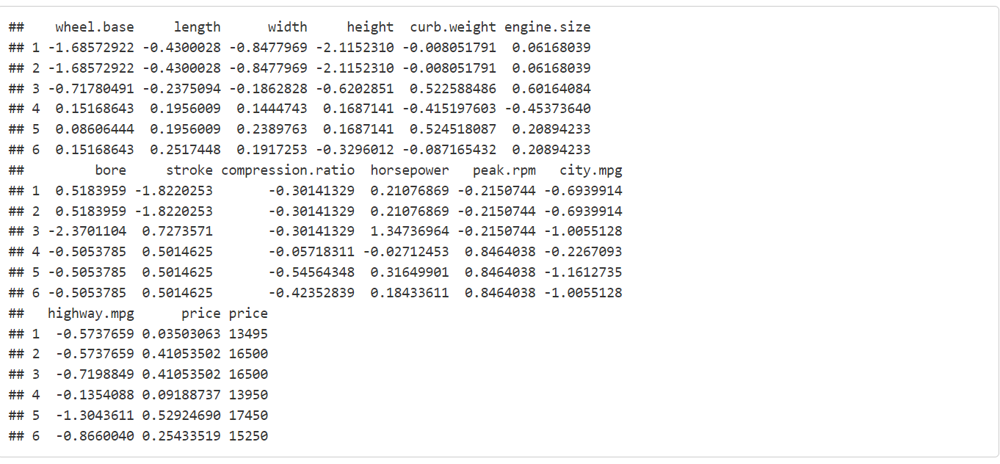 ##    wheel.base     length      width     height  curb.weight engine.size
## 1 -1.68572922 -0.4300028 -0.8477969 -2.1152310 -0.008051791  0.06168039
## 2 -1.68572922 -0.4300028 -0.8477969 -2.1152310 -0.008051791  0.06168039
## 3 -0.71780491 -0.2375094 -0.1862828 -0.6202851  0.522588486  0.60164084
## 4  0.15168643  0.1956009  0.1444743  0.1687141 -0.415197603 -0.45373640
## 5  0.08606444  0.1956009  0.2389763  0.1687141  0.524518087  0.20894233
## 6  0.15168643  0.2517448  0.1917253 -0.3296012 -0.087165432  0.20894233
##         bore     stroke compression.ratio  horsepower   peak.rpm   city.mpg
## 1  0.5183959 -1.8220253       -0.30141329  0.21076869 -0.2150744 -0.6939914
## 2  0.5183959 -1.8220253       -0.30141329  0.21076869 -0.2150744 -0.6939914
## 3 -2.3701104  0.7273571       -0.30141329  1.34736964 -0.2150744 -1.0055128
## 4 -0.5053785  0.5014625       -0.05718311 -0.02712453  0.8464038 -0.2267093
## 5 -0.5053785  0.5014625       -0.54564348  0.31649901  0.8464038 -1.1612735
## 6 -0.5053785  0.5014625       -0.42352839  0.18433611  0.8464038 -1.0055128
##   highway.mpg      price price
## 1  -0.5737659 0.03503063 13495
## 2  -0.5737659 0.41053502 16500
## 3  -0.7198849 0.41053502 16500
## 4  -0.1354088 0.09188737 13950
## 5  -1.3043611 0.52924690 17450
## 6  -0.8660040 0.25433519 15250